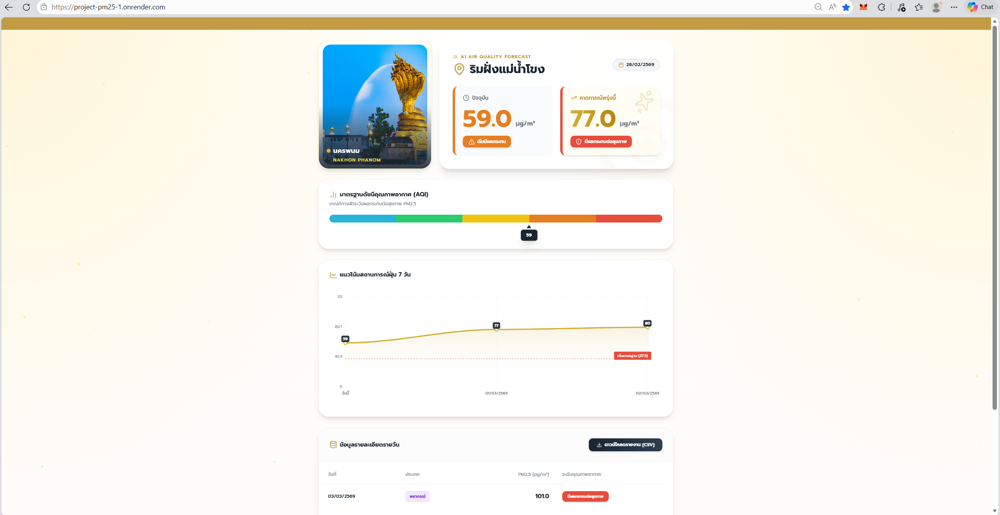 https://project-pm25-1.onrender.com
Chat
AI AIR QUALITY FORECAST
ริมฝั่งแม่น้ำโขง
28/02/2569
ปัจจุบัน
59.0 µg/m³
เริ่มมีผลกระทบ
คาดการณ์พรุ่งนี้
77.0 µg/m³
มีผลกระทบต่อสุขภาพ
นครพนม
NAKHON PHANOM
มาตรฐานดัชนีคุณภาพอากาศ (AQI)
เกณฑ์การเฝ้าระวังผลกระทบต่อสุขภาพ PM2.5
59
แนวโน้มสถานการณ์ฝุ่น 7 วัน
121
80.7
40.3
0
59
77
80
เกินมาตรฐาน (37.5)
วันนี้
01/03/2569
02/03/2569
ข้อมูลรายละเอียดรายวัน
ดาวน์โหลดรายงาน (CSV)
วันที่ ประเภท PM2.5 (µg/m³) ระดับคุณภาพอากาศ
03/03/2569 พยากรณ์ 101.0 มีผลกระทบต่อสุขภาพ